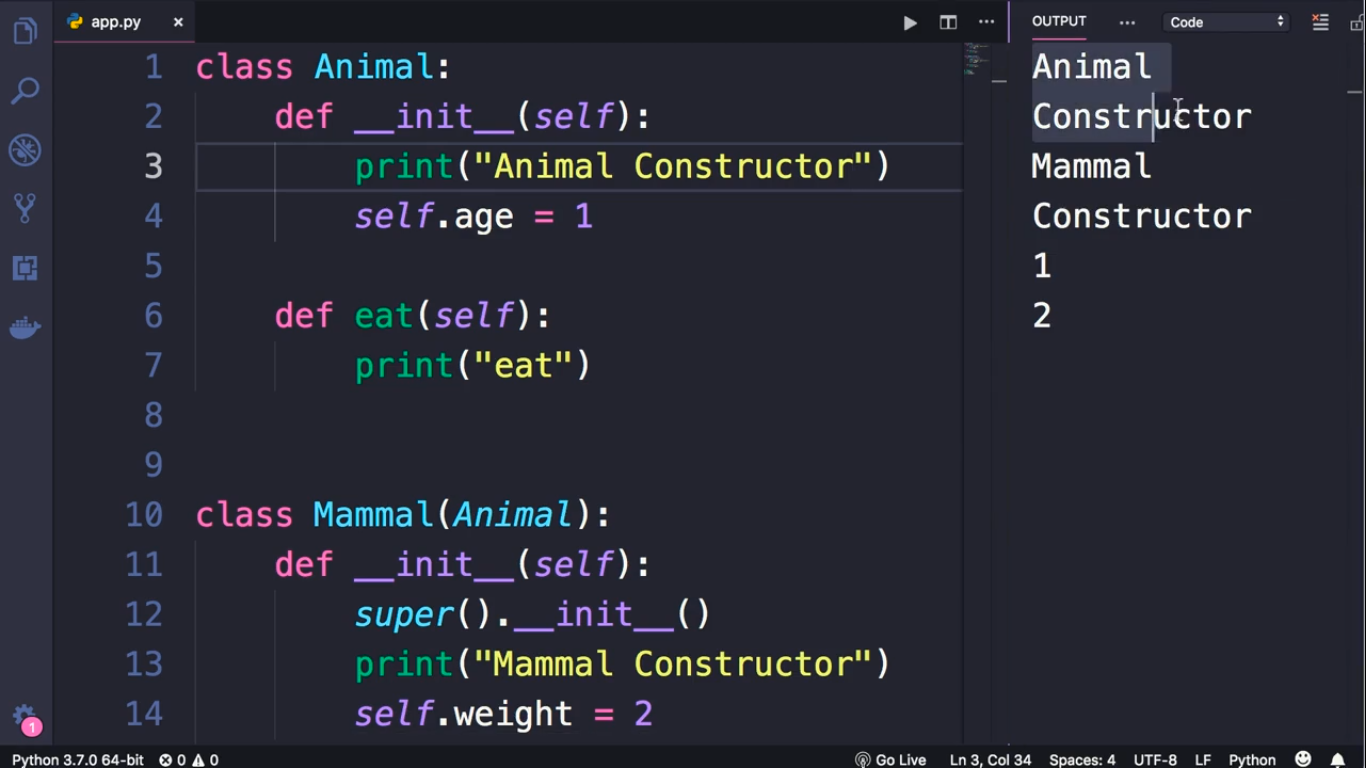 app.py
OUTPUT
Code
1 class Animal:
2 def __init__(self):
3 print("Animal Constructor")
4 self.age = 1
5
6 def eat(self):
7 print("eat")
8
9
10 class Mammal(Animal):
11 def __init__(self):
12 super().__init__()
13 print("Mammal Constructor")
14 self.weight = 2
Animal
Constructor
Mammal
Constructor
1
2
1
Python 3.7.0 64-bit 0 0 Go Live Ln 3, Col 34 Spaces: 4 UTF-8 LF Python